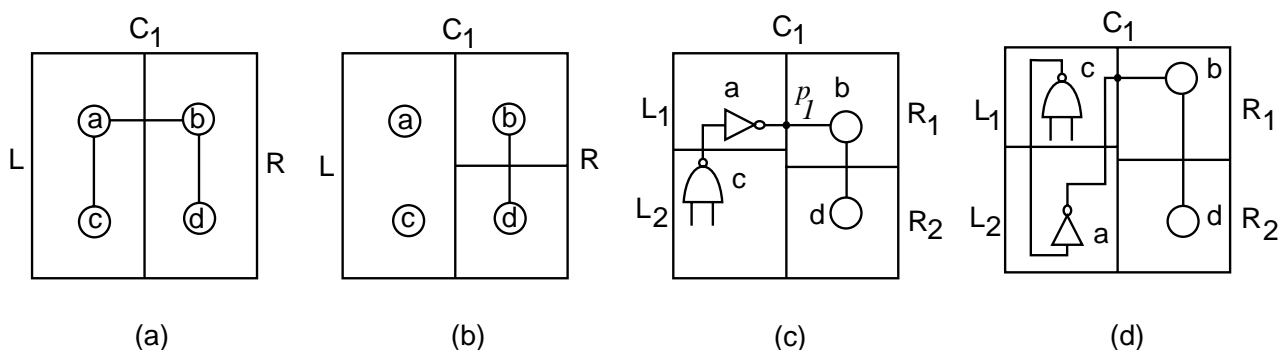 C1
a b
L R
c d
(a)
C1
a b
L R
c d
(b)
C1
a p1 b
L1 R1
c
L2 d R2
(c)
C1
c b
L1 R1
L2 a d R2
(d)